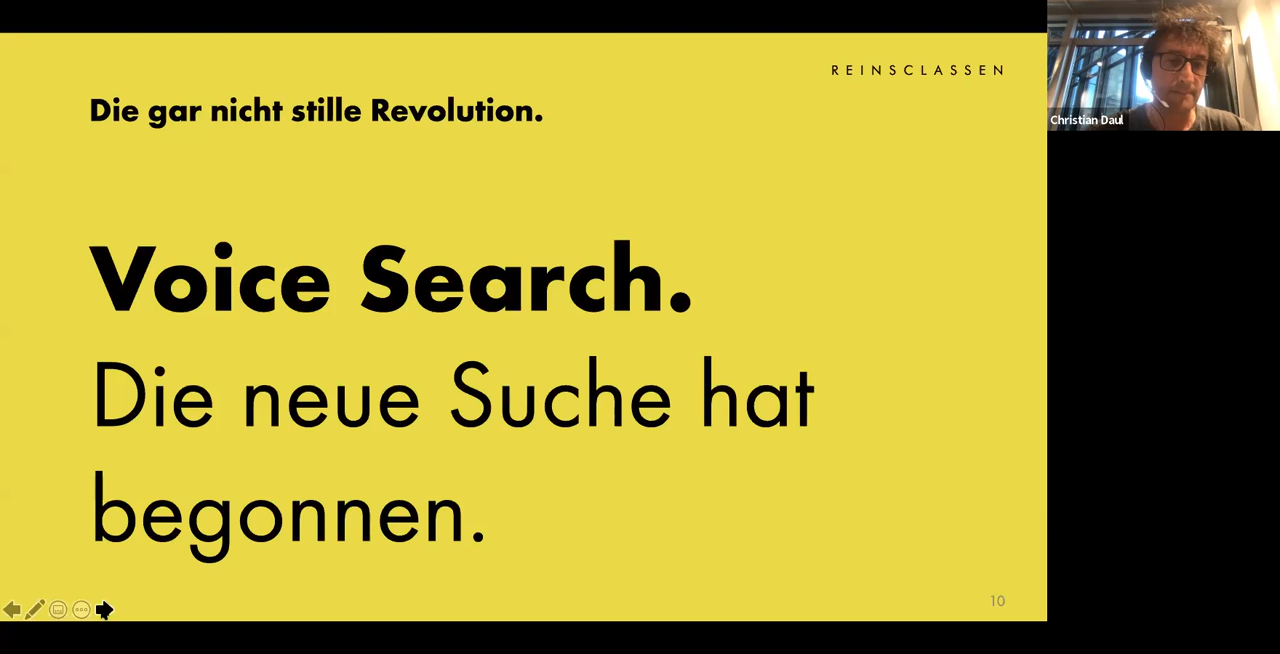 REINSCLASSEN
Die gar nicht stille Revolution.
Voice Search.
Die neue Suche hat
begonnen.
10
Christian Daul